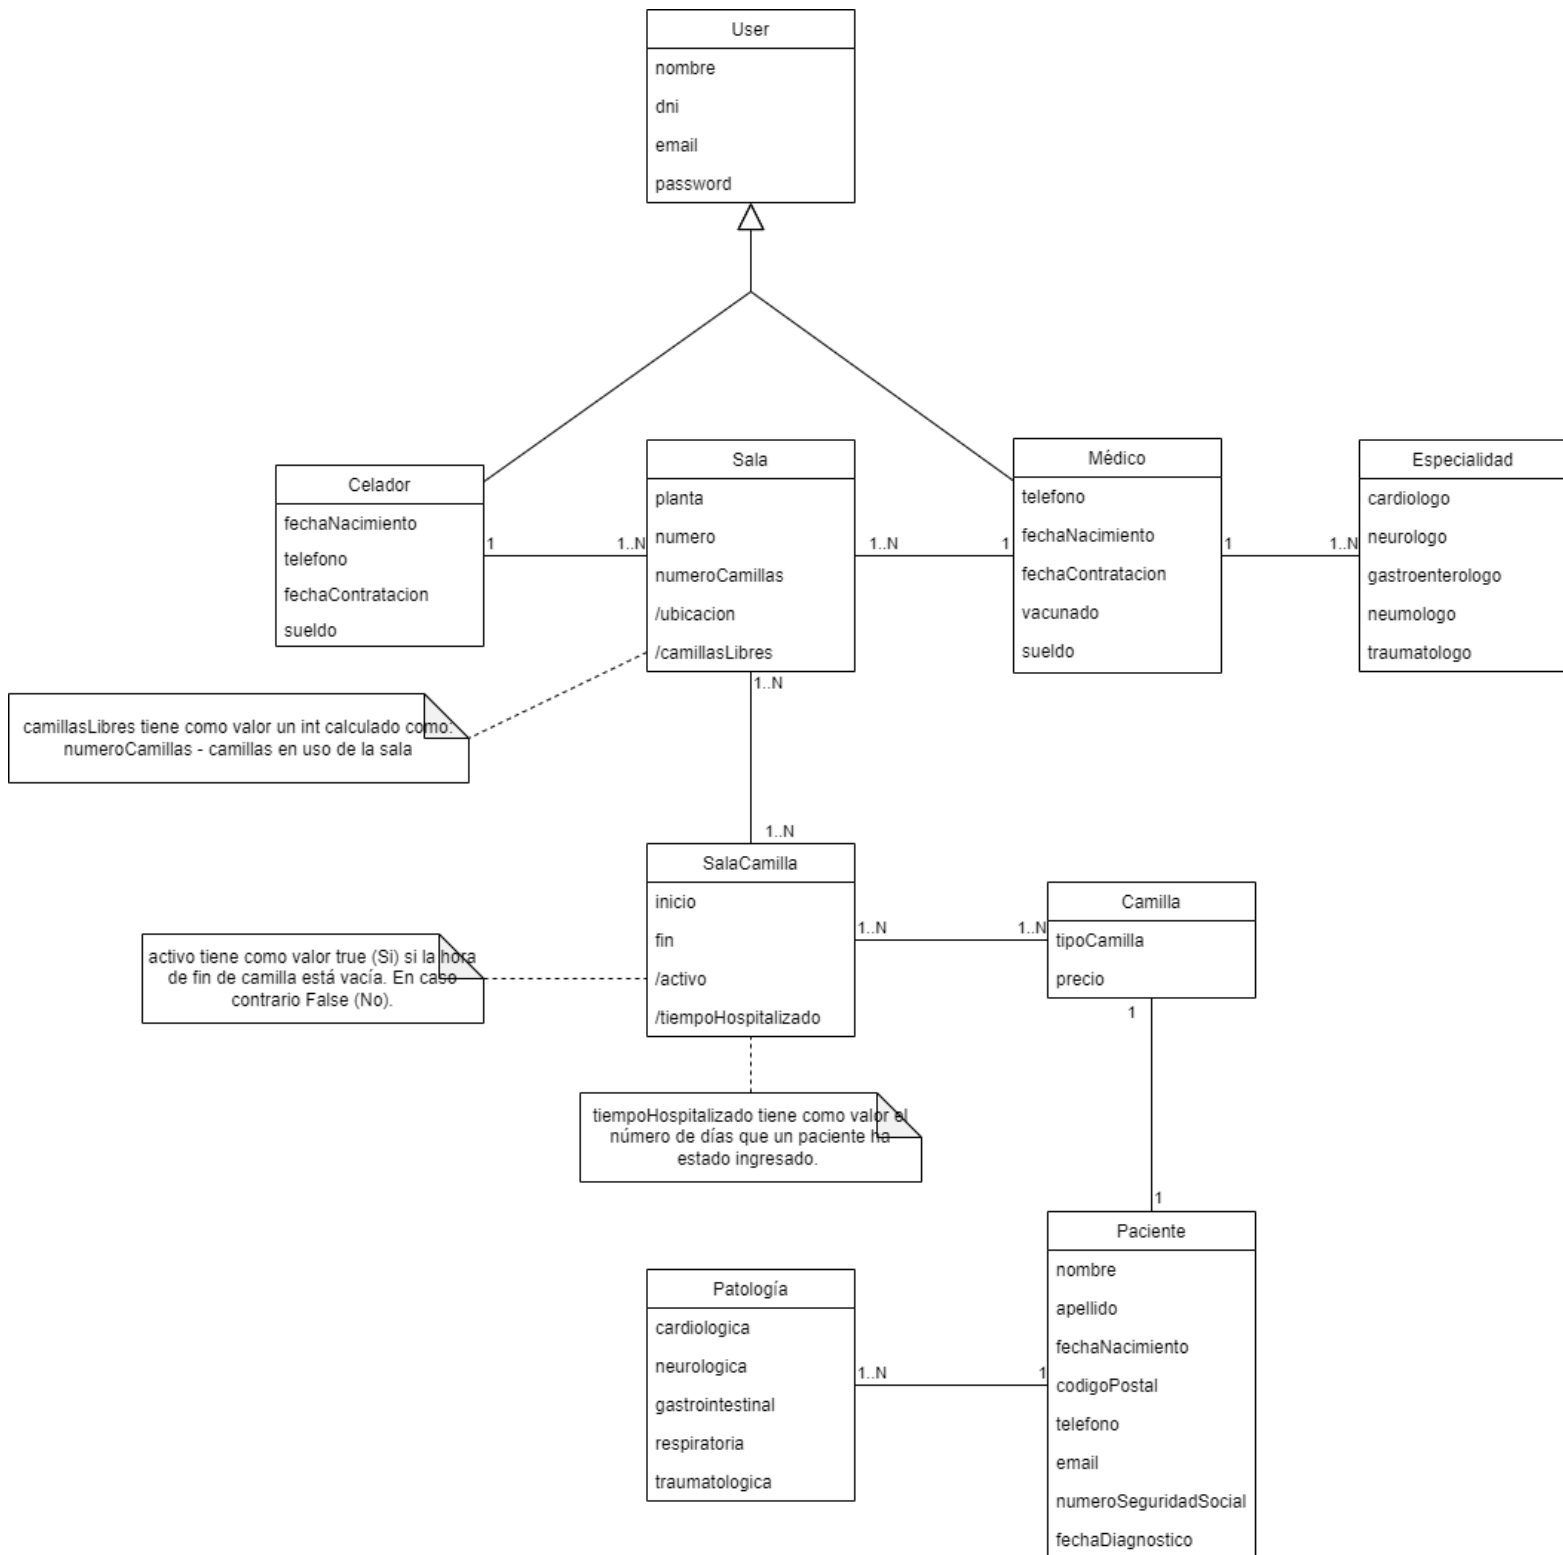 User
nombre
dni
email
password
Celador
fechaNacimiento
telefono
fechaContratacion
sueldo
1
1..N
Sala
planta
numero
numeroCamillas
/ubicacion
/camillasLibres
1..N
1
Médico
telefono
fechaNacimiento
fechaContratacion
vacunado
sueldo
1
1..N
Especialidad
cardiologo
neurologo
gastroenterologo
neumologo
traumatologo
camillasLibres tiene como valor un int calculado como:
numeroCamillas - camillas en uso de la sala
1..N
1..N
SalaCamilla
inicio
fin
/activo
/tiempoHospitalizado
1..N
1..N
Camilla
tipoCamilla
precio
activo tiene como valor true (Si) si la hora
de fin de camilla está vacía. En caso
contrario False (No).
tiempoHospitalizado tiene como valor el
número de días que un paciente ha
estado ingresado.
1
1
Paciente
nombre
apellido
fechaNacimiento
codigoPostal
telefono
email
numeroSeguridadSocial
fechaDiagnostico
Patología
cardiologica
neurologica
gastrointestinal
respiratoria
traumatologica
1..N
1